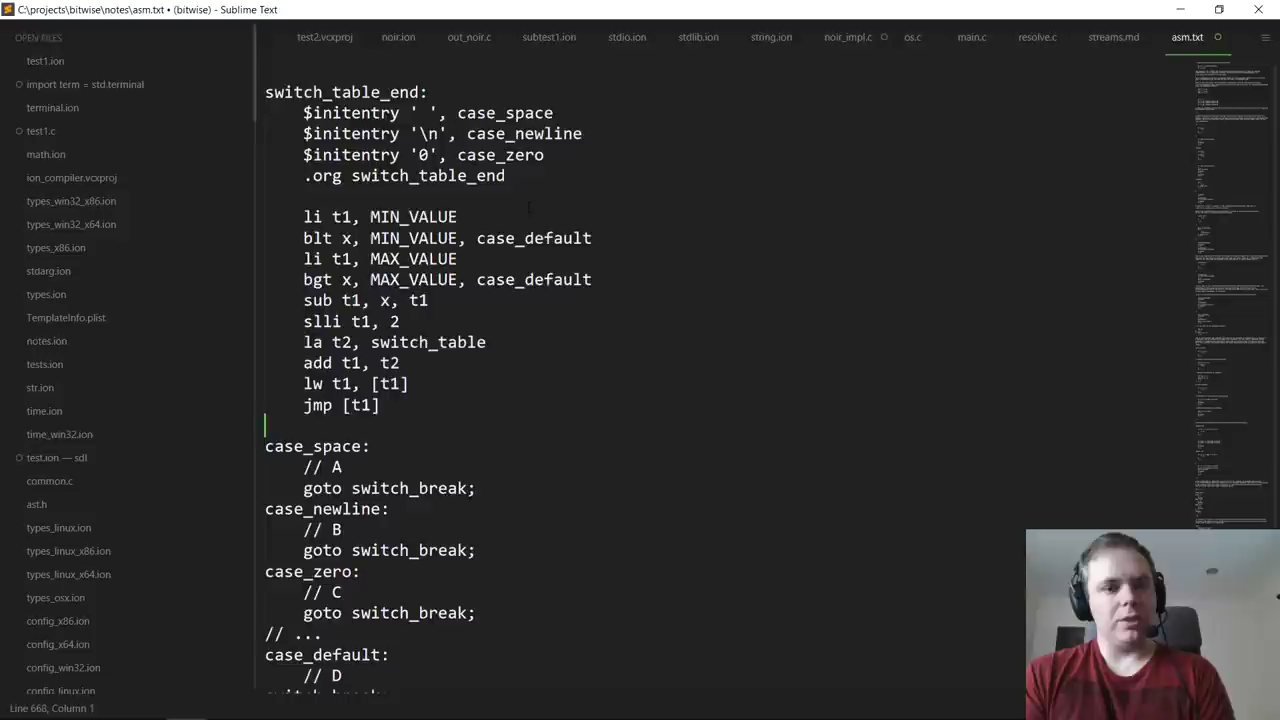 C:\projects\bitwise\notes\asm.txt • (bitwise) - Sublime Text
OPEN FILES
test2.vcxproj noir.ion out_noir.c subtest1.ion stdio.ion stdlib.ion string.ion noir_impl.c os.c main.c resolve.c streams.md asm.txt
test1.ion
import term = std.terminal
terminal.ion
test1.c
math.ion
ion_compiler.vcxproj
types_win32_x86.ion
types_win32_x64.ion
types_x86.ion
stdarg.ion
types.ion
TemplateInfo.plist
notes.ion
tests.ion
str.ion
time.ion
time_win32.ion
test.ion — sdl
common.c
ast.h
types_linux.ion
types_linux_x86.ion
types_linux_x64.ion
types_osx.ion
config_x86.ion
config_x64.ion
config_win32.ion
config_linux.ion
switch_table_end:
$initentry ' ', case_space
$initentry '\n', case_newline
$initentry '0', case_zero
.org switch_table_end
li t1, MIN_VALUE
blt x, MIN_VALUE, case_default
li t1, MAX_VALUE
bgt x, MAX_VALUE, case_default
sub t1, x, t1
slli t1, 2
la t2, switch_table
add t1, t2
lw t1, [t1]
jmp [t1]
case_space:
// A
goto switch_break;
case_newline:
// B
goto switch_break;
case_zero:
// C
goto switch_break;
// ...
case_default:
// D
Line 668, Column 1